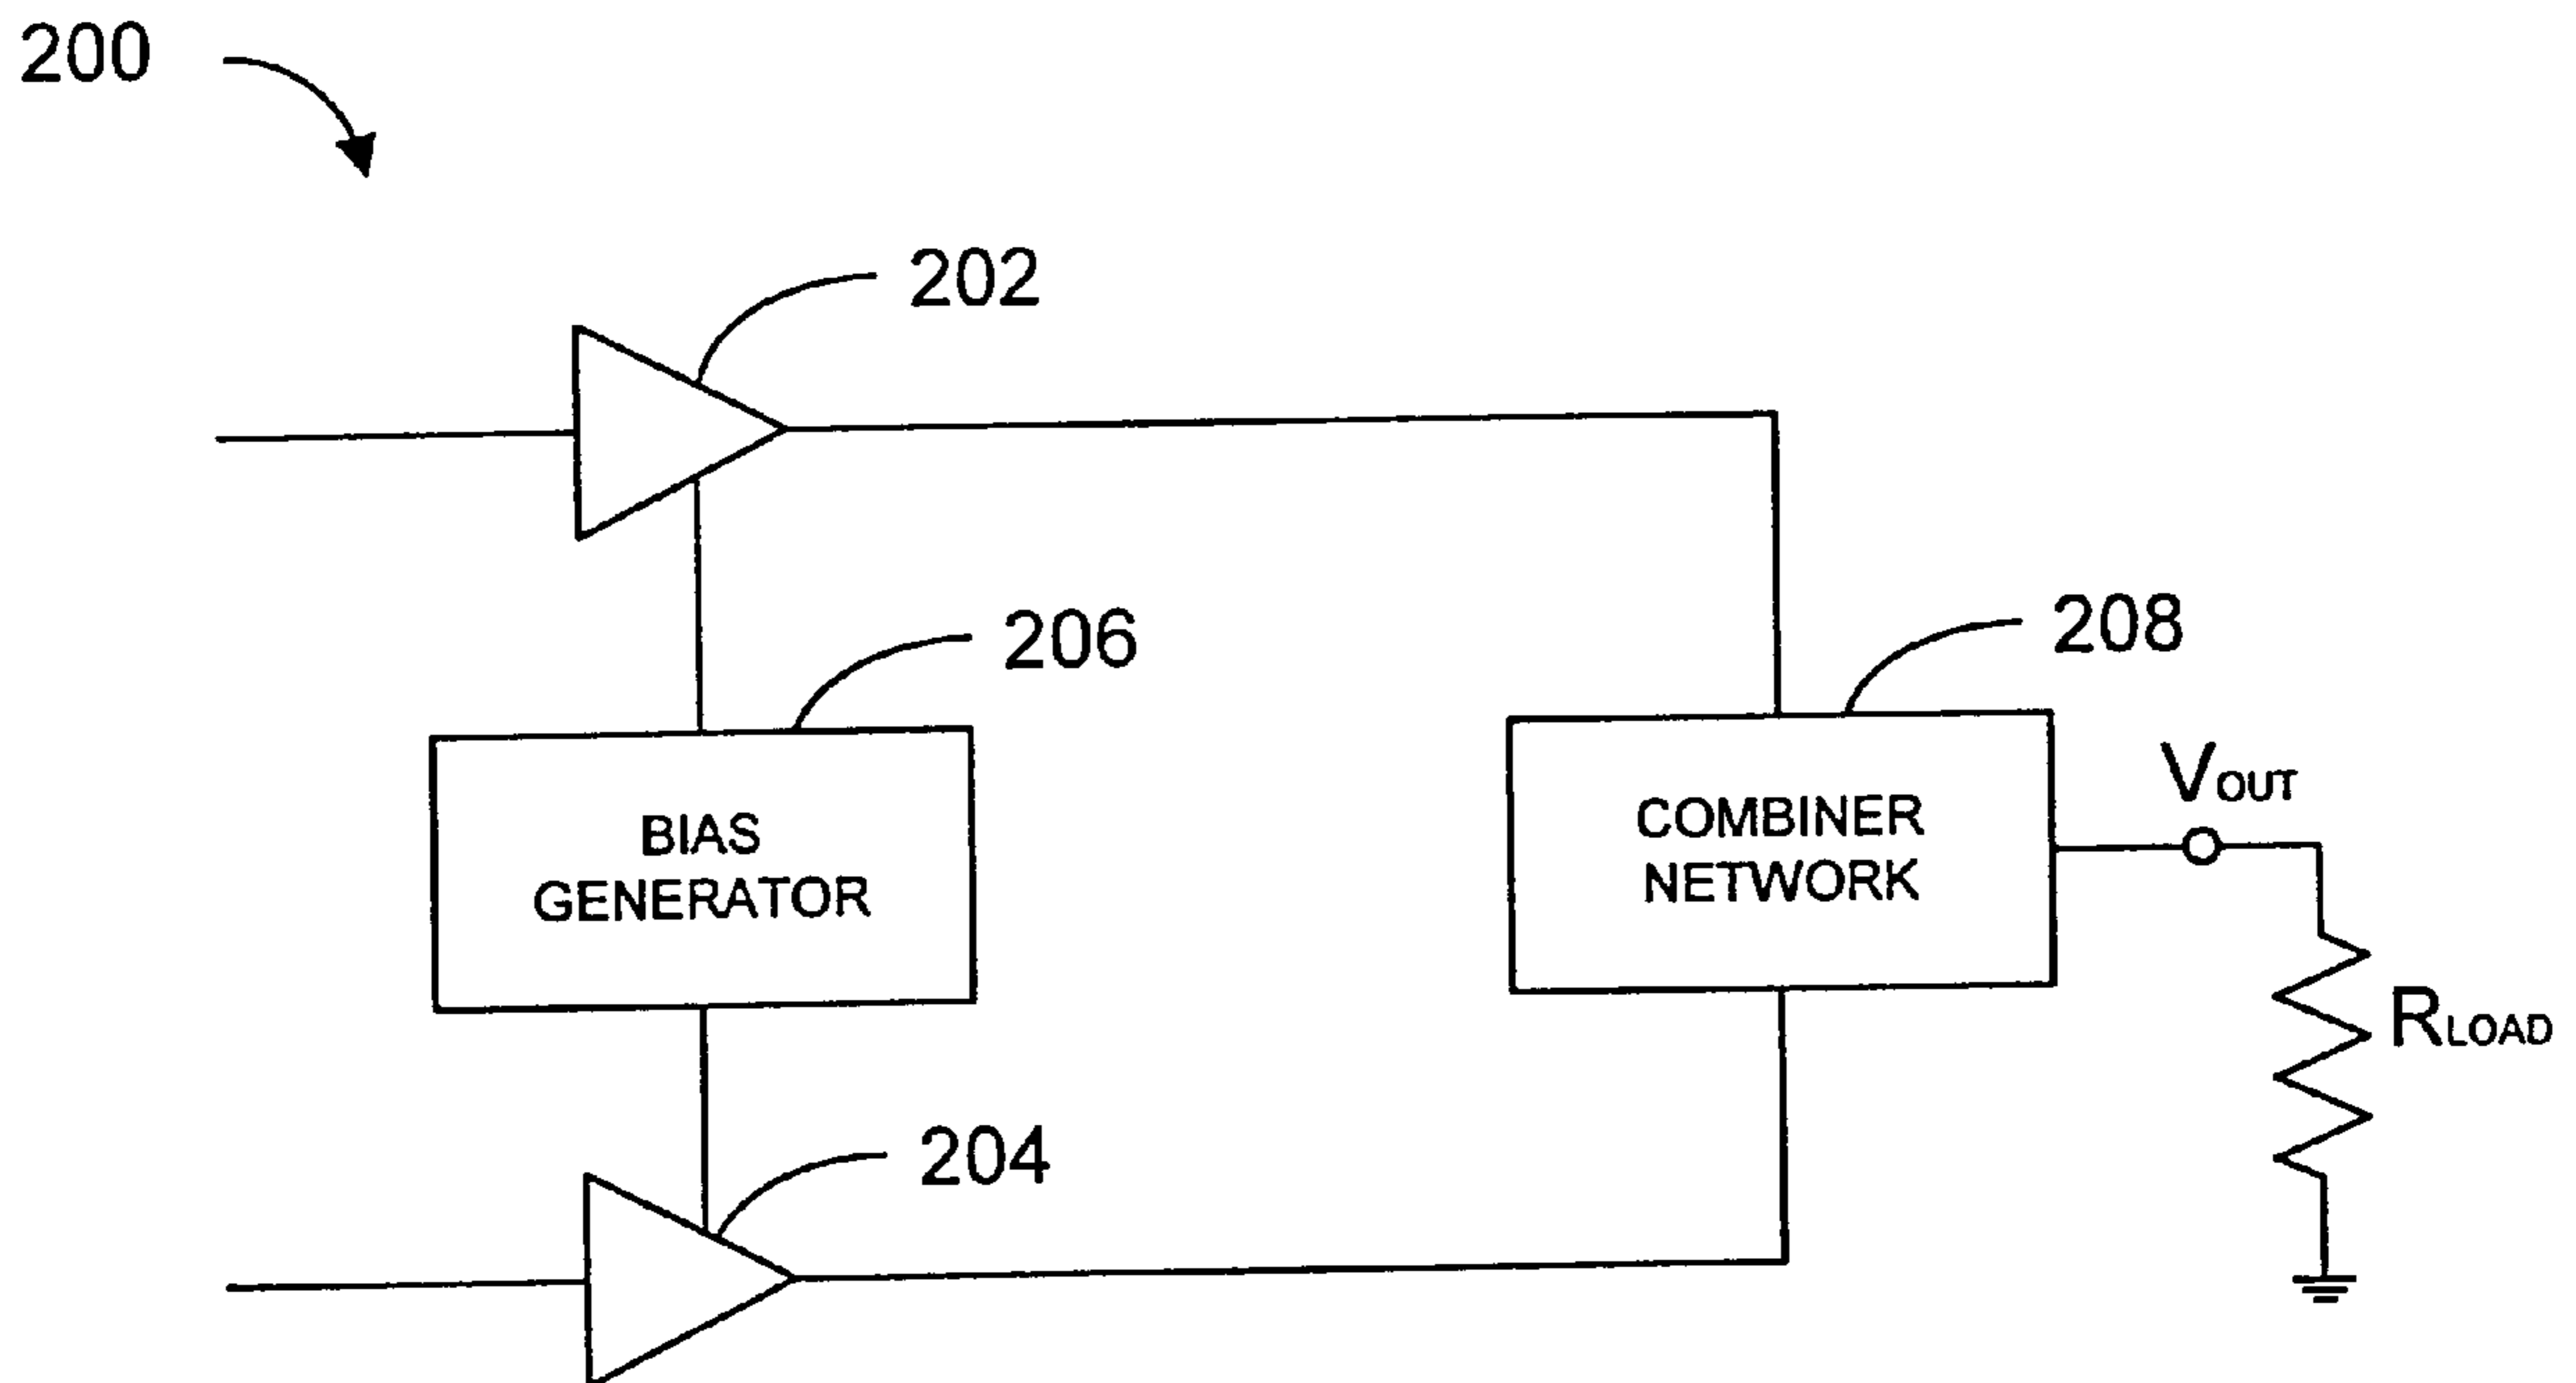 200
202
206
208
BIAS
GENERATOR
COMBINER
NETWORK
VOUT
RLOAD
204